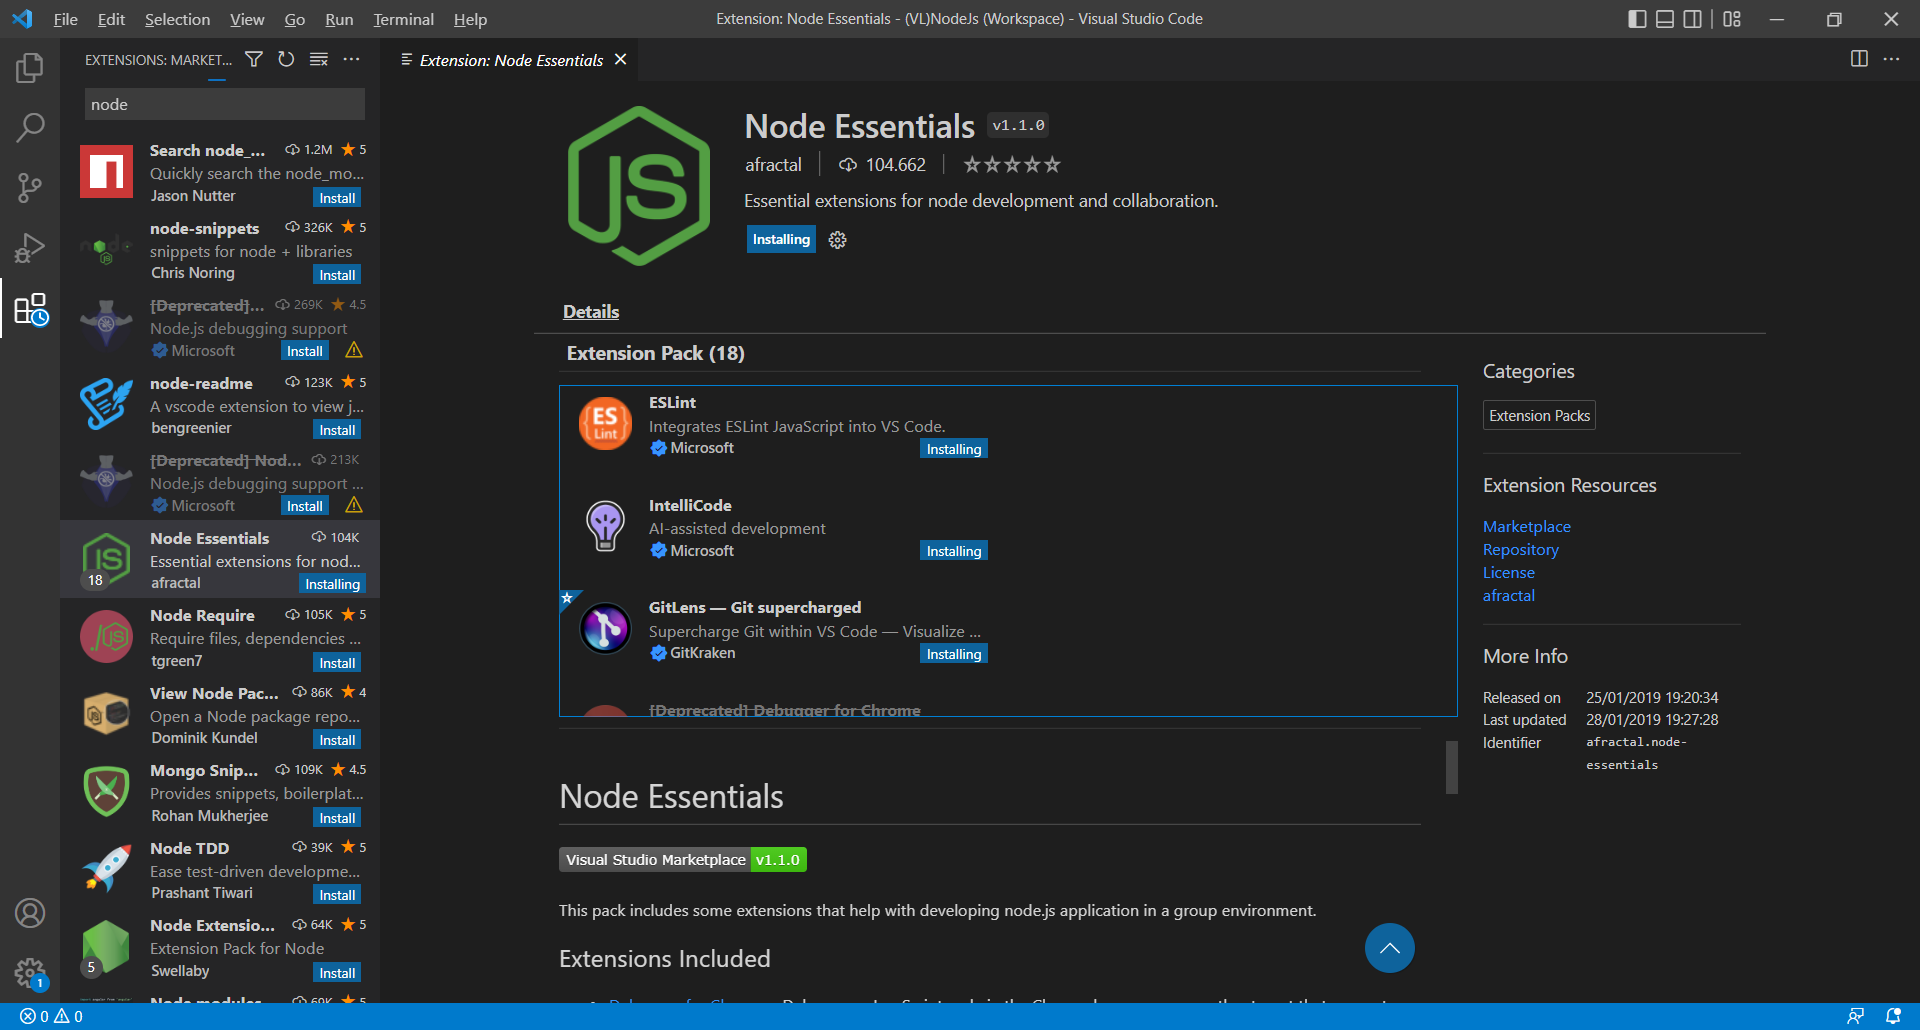 File Edit Selection View Go Run Terminal Help
Extension: Node Essentials - (VL)NodeJs (Workspace) - Visual Studio Code
EXTENSIONS: MARKET...
Extension: Node Essentials
node
Search node_... 1.2M 5
Quickly search the node_mo...
Jason Nutter Install
node-snippets 326K 5
snippets for node + libraries
Chris Noring Install
[Deprecated]... 269K 4.5
Node.js debugging support
Microsoft Install
node-readme 123K 5
A vscode extension to view j...
bengreenier Install
[Deprecated] Nod... 213K
Node.js debugging support ...
Microsoft Install
Node Essentials 104K
Essential extensions for nod...
18
afractal Installing
Node Require 105K 5
Require files, dependencies ...
tgreen7 Install
View Node Pac... 86K 4
Open a Node package repo...
Dominik Kundel Install
Mongo Snip... 109K 4.5
Provides snippets, boilerplat...
Rohan Mukherjee Install
Node TDD 39K 5
Ease test-driven developme...
Prashant Tiwari Install
Node Extensio... 64K 5
Extension Pack for Node
5
Swellaby Install
Node modules 69K 5
1
JS
Node Essentials v1.1.0
afractal 104.662
Essential extensions for node development and collaboration.
Installing
Details
Extension Pack (18)
ES
Lint
ESLint
Integrates ESLint JavaScript into VS Code.
Microsoft Installing
IntelliCode
AI-assisted development
Microsoft Installing
GitLens — Git supercharged
Supercharge Git within VS Code — Visualize ...
GitKraken Installing
[Deprecated] Debugger for Chrome
Node Essentials
Visual Studio Marketplace v1.1.0
This pack includes some extensions that help with developing node.js application in a group environment.
Extensions Included
Categories
Extension Packs
Extension Resources
Marketplace
Repository
License
afractal
More Info
Released on 25/01/2019 19:20:34
Last updated 28/01/2019 19:27:28
Identifier afractal.node-
essentials
0 0